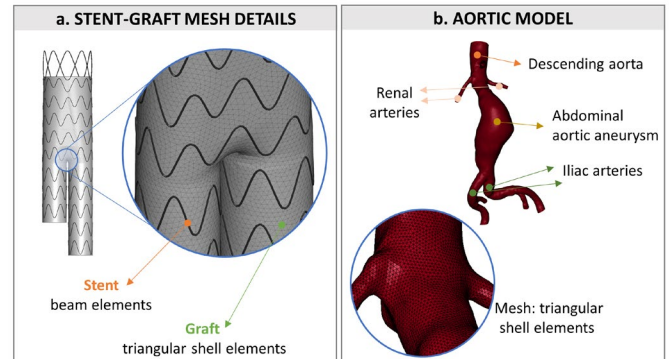 a. STENT-GRAFT MESH DETAILS
Stent
beam elements
Graft
triangular shell elements
b. AORTIC MODEL
Descending aorta
Renal
arteries
Abdominal
aortic aneurysm
Iliac arteries
Mesh: triangular
shell elements